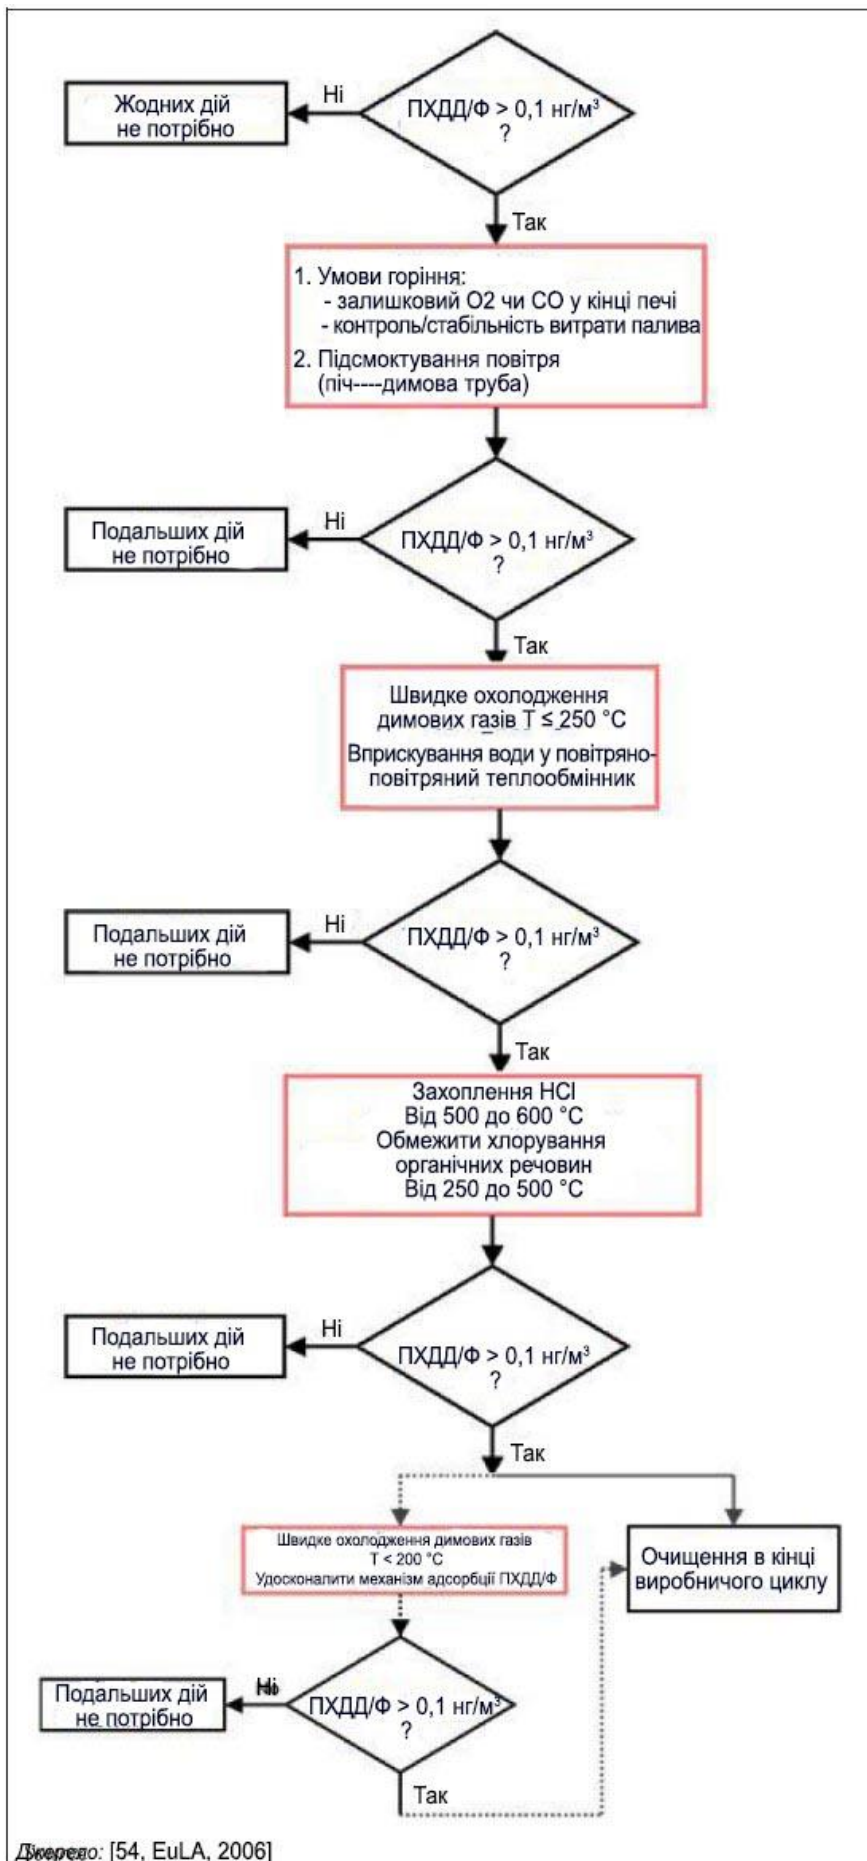 ПХДД/Ф > 0,1 нг/м³
?
Ні
Жодних дій
не потрібно
Так
1. Умови горіння:
- залишковий О2 чи СО у кінці печі
- контроль/стабільність витрати палива
2. Підсмоктування повітря
(піч----димова труба)
ПХДД/Ф > 0,1 нг/м³
?
Ні
Подальших дій
не потрібно
Так
Швидке охолодження
димових газів T ≤ 250 °C
Вприскування води у повітряно-
повітряний теплообмінник
ПХДД/Ф > 0,1 нг/м³
?
Ні
Подальших дій
не потрібно
Так
Захоплення HCl
Від 500 до 600 °C
Обмежити хлорування
органічних речовин
Від 250 до 500 °C
ПХДД/Ф > 0,1 нг/м³
?
Ні
Подальших дій
не потрібно
Так
Швидке охолодження димових газів
T < 200 °C
Удосконалити механізм адсорбції ПХДД/Ф
Очищення в кінці
виробничого циклу
ПХДД/Ф > 0,1 нг/м³
?
Ні
Подальших дій
не потрібно
Так
Джерело: [54, EuLA, 2006]